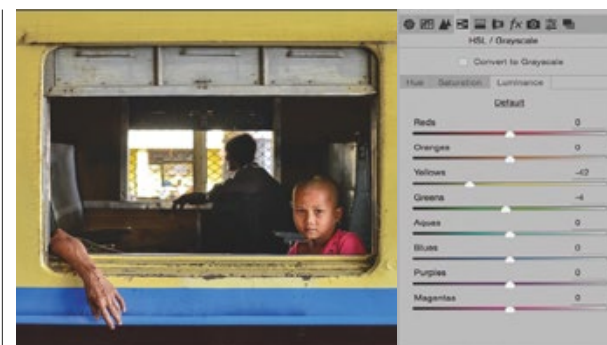 HSL / Grayscale
Convert to Grayscale
Hue Saturation Luminance
Default
Reds 0
Oranges 0
Yellows -42
Greens -4
Aquas 0
Blues 0
Purples 0
Magentas 0